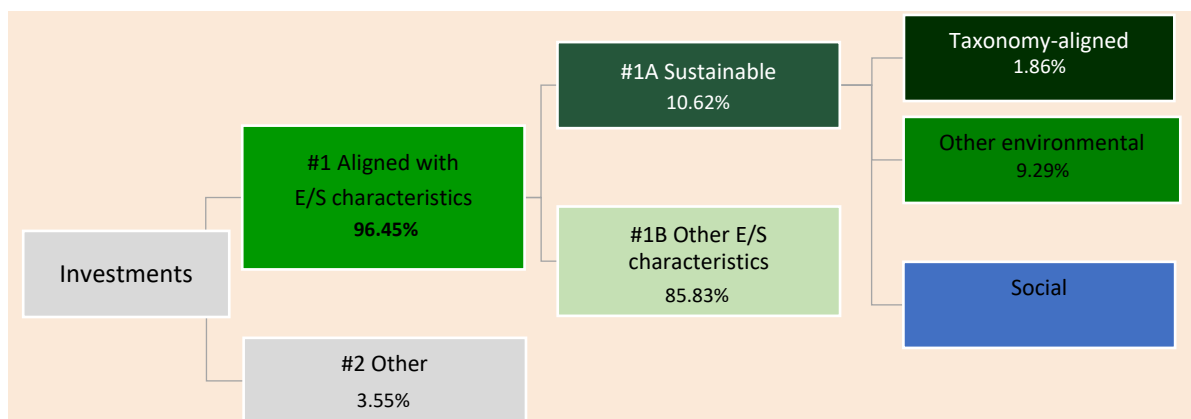 Investments
#1 Aligned with
E/S characteristics
96.45%
#2 Other
3.55%
#1A Sustainable
10.62%
#1B Other E/S
characteristics
85.83%
Taxonomy-aligned
1.86%
Other environmental
9.29%
Social